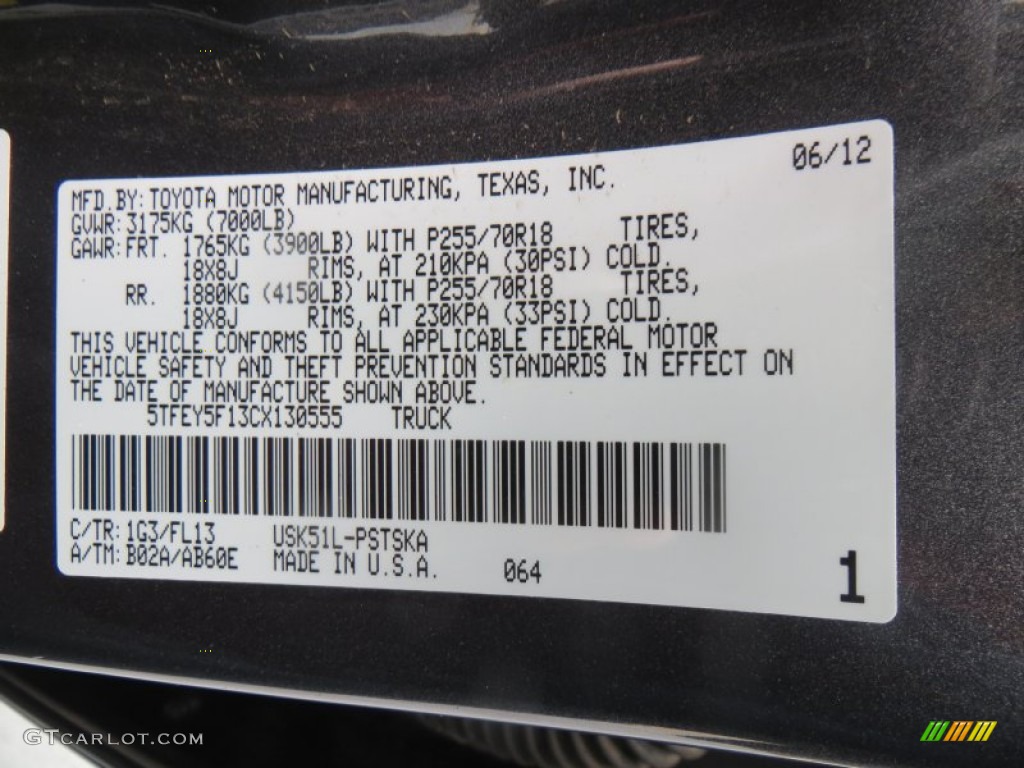 06/12
MFD.BY:TOYOTA MOTOR MANUFACTURING, TEXAS, INC.
GVWR:3175KG (7000LB)
GAWR:FRT. 1765KG (3900LB) WITH P255/70R18 TIRES,
18X8J RIMS, AT 210KPA (30PSI) COLD.
RR. 1880KG (4150LB) WITH P255/70R18 TIRES,
18X8J RIMS, AT 230KPA (33PSI) COLD.
THIS VEHICLE CONFORMS TO ALL APPLICABLE FEDERAL MOTOR
VEHICLE SAFETY AND THEFT PREVENTION STANDARDS IN EFFECT ON
THE DATE OF MANUFACTURE SHOWN ABOVE.
5TFEY5F13CX130555 TRUCK
C/TR:1G3/FL13 USK51L-PSTSKA
A/TM:B02A/AB60E MADE IN U.S.A. 064
1
GTCARLOT.COM